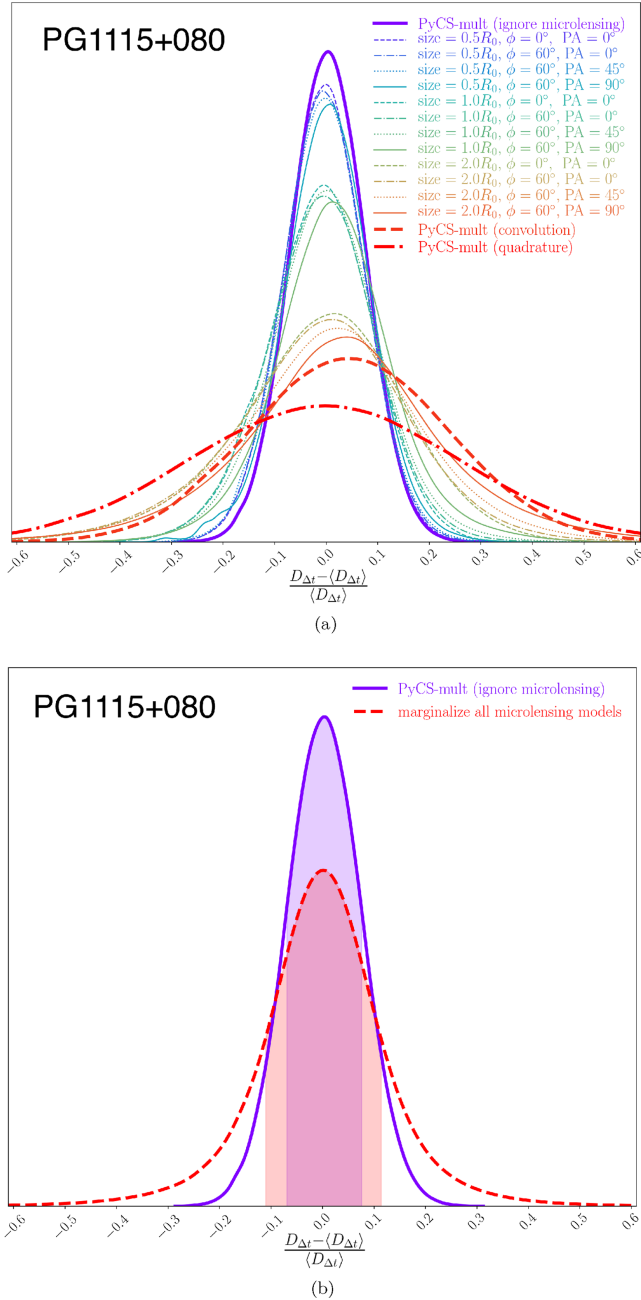 PG1115+080
PyCS-mult (ignore microlensing)
size = 0.5R₀, ϕ = 0°, PA = 0°
size = 0.5R₀, ϕ = 60°, PA = 0°
size = 0.5R₀, ϕ = 60°, PA = 45°
size = 0.5R₀, ϕ = 60°, PA = 90°
size = 1.0R₀, ϕ = 0°, PA = 0°
size = 1.0R₀, ϕ = 60°, PA = 0°
size = 1.0R₀, ϕ = 60°, PA = 45°
size = 1.0R₀, ϕ = 60°, PA = 90°
size = 2.0R₀, ϕ = 0°, PA = 0°
size = 2.0R₀, ϕ = 60°, PA = 0°
size = 2.0R₀, ϕ = 60°, PA = 45°
size = 2.0R₀, ϕ = 60°, PA = 90°
PyCS-mult (convolution)
PyCS-mult (quadrature)
−0.6 −0.5 −0.4 −0.3 −0.2 −0.1 0.0 0.1 0.2 0.3 0.4 0.5 0.6
D_Δt − ⟨D_Δt⟩
⟨D_Δt⟩
(a)
PG1115+080
PyCS-mult (ignore microlensing)
marginalize all microlensing models
−0.6 −0.5 −0.4 −0.3 −0.2 −0.1 0.0 0.1 0.2 0.3 0.4 0.5 0.6
D_Δt − ⟨D_Δt⟩
⟨D_Δt⟩
(b)